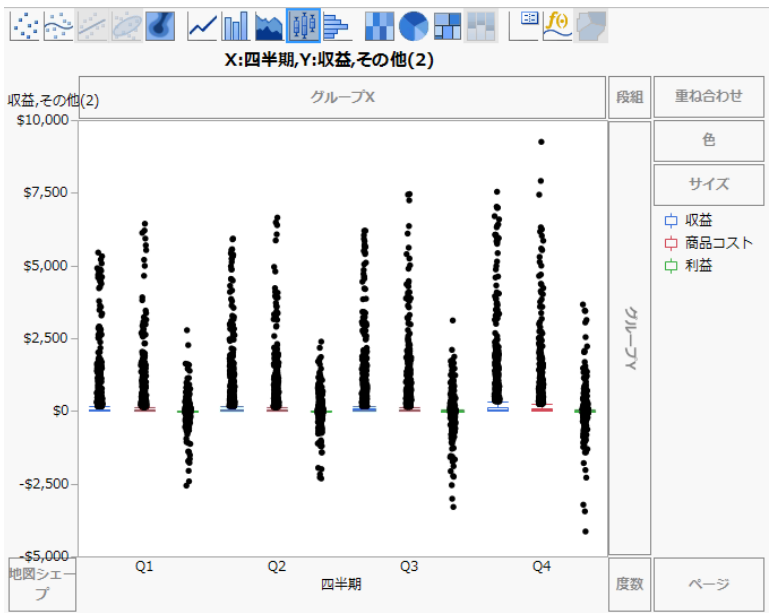 X:四半期,Y:収益,その他(2)
収益,その他(2)
グループX
段組
重ね合わせ
色
サイズ
収益
商品コスト
利益
グループY
$10,000
$7,500
$5,000
$2,500
$0
-$2,500
-$5,000
Q1
Q2
Q3
Q4
四半期
地図シェー
プ
度数
ページ